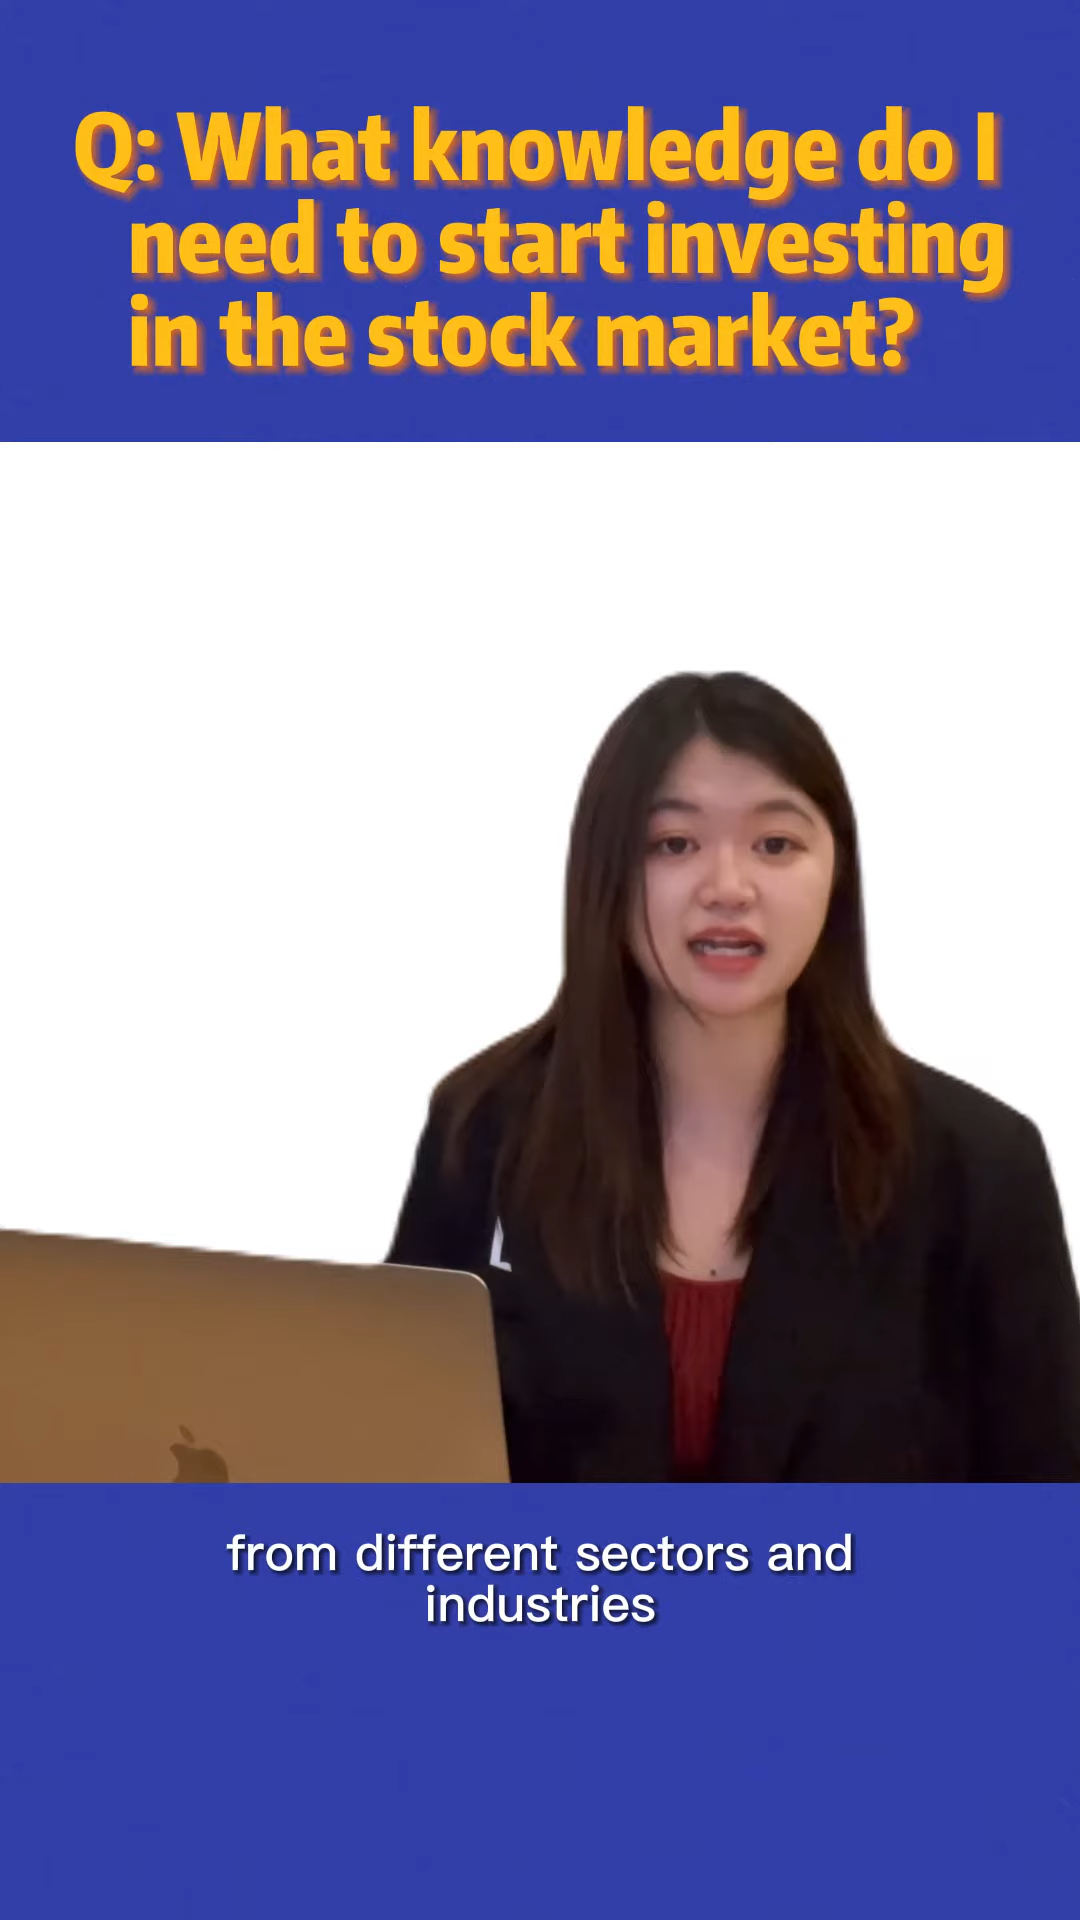 Q: What knowledge do I
need to start investing
in the stock market?
from different sectors and
industries